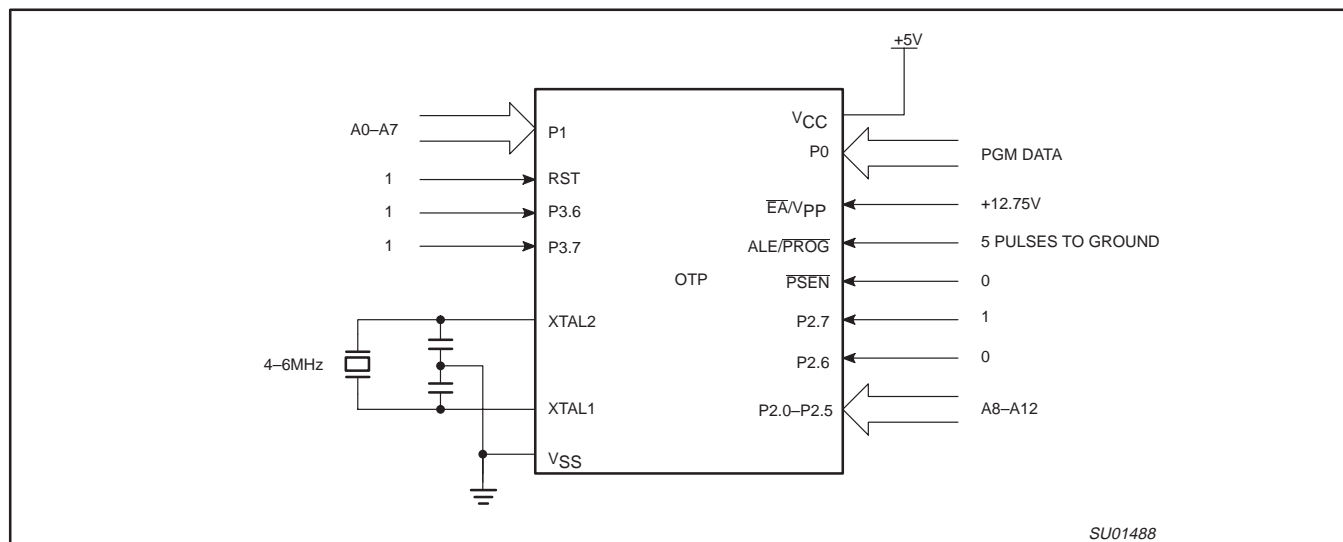 +5V
A0–A7
P1
VCC
P0
PGM DATA
1
RST
1
P3.6
EA/VPP
+12.75V
1
P3.7
ALE/PROG
5 PULSES TO GROUND
OTP
PSEN
0
XTAL2
P2.7
1
4–6MHz
P2.6
0
XTAL1
P2.0–P2.5
A8–A12
VSS
SU01488